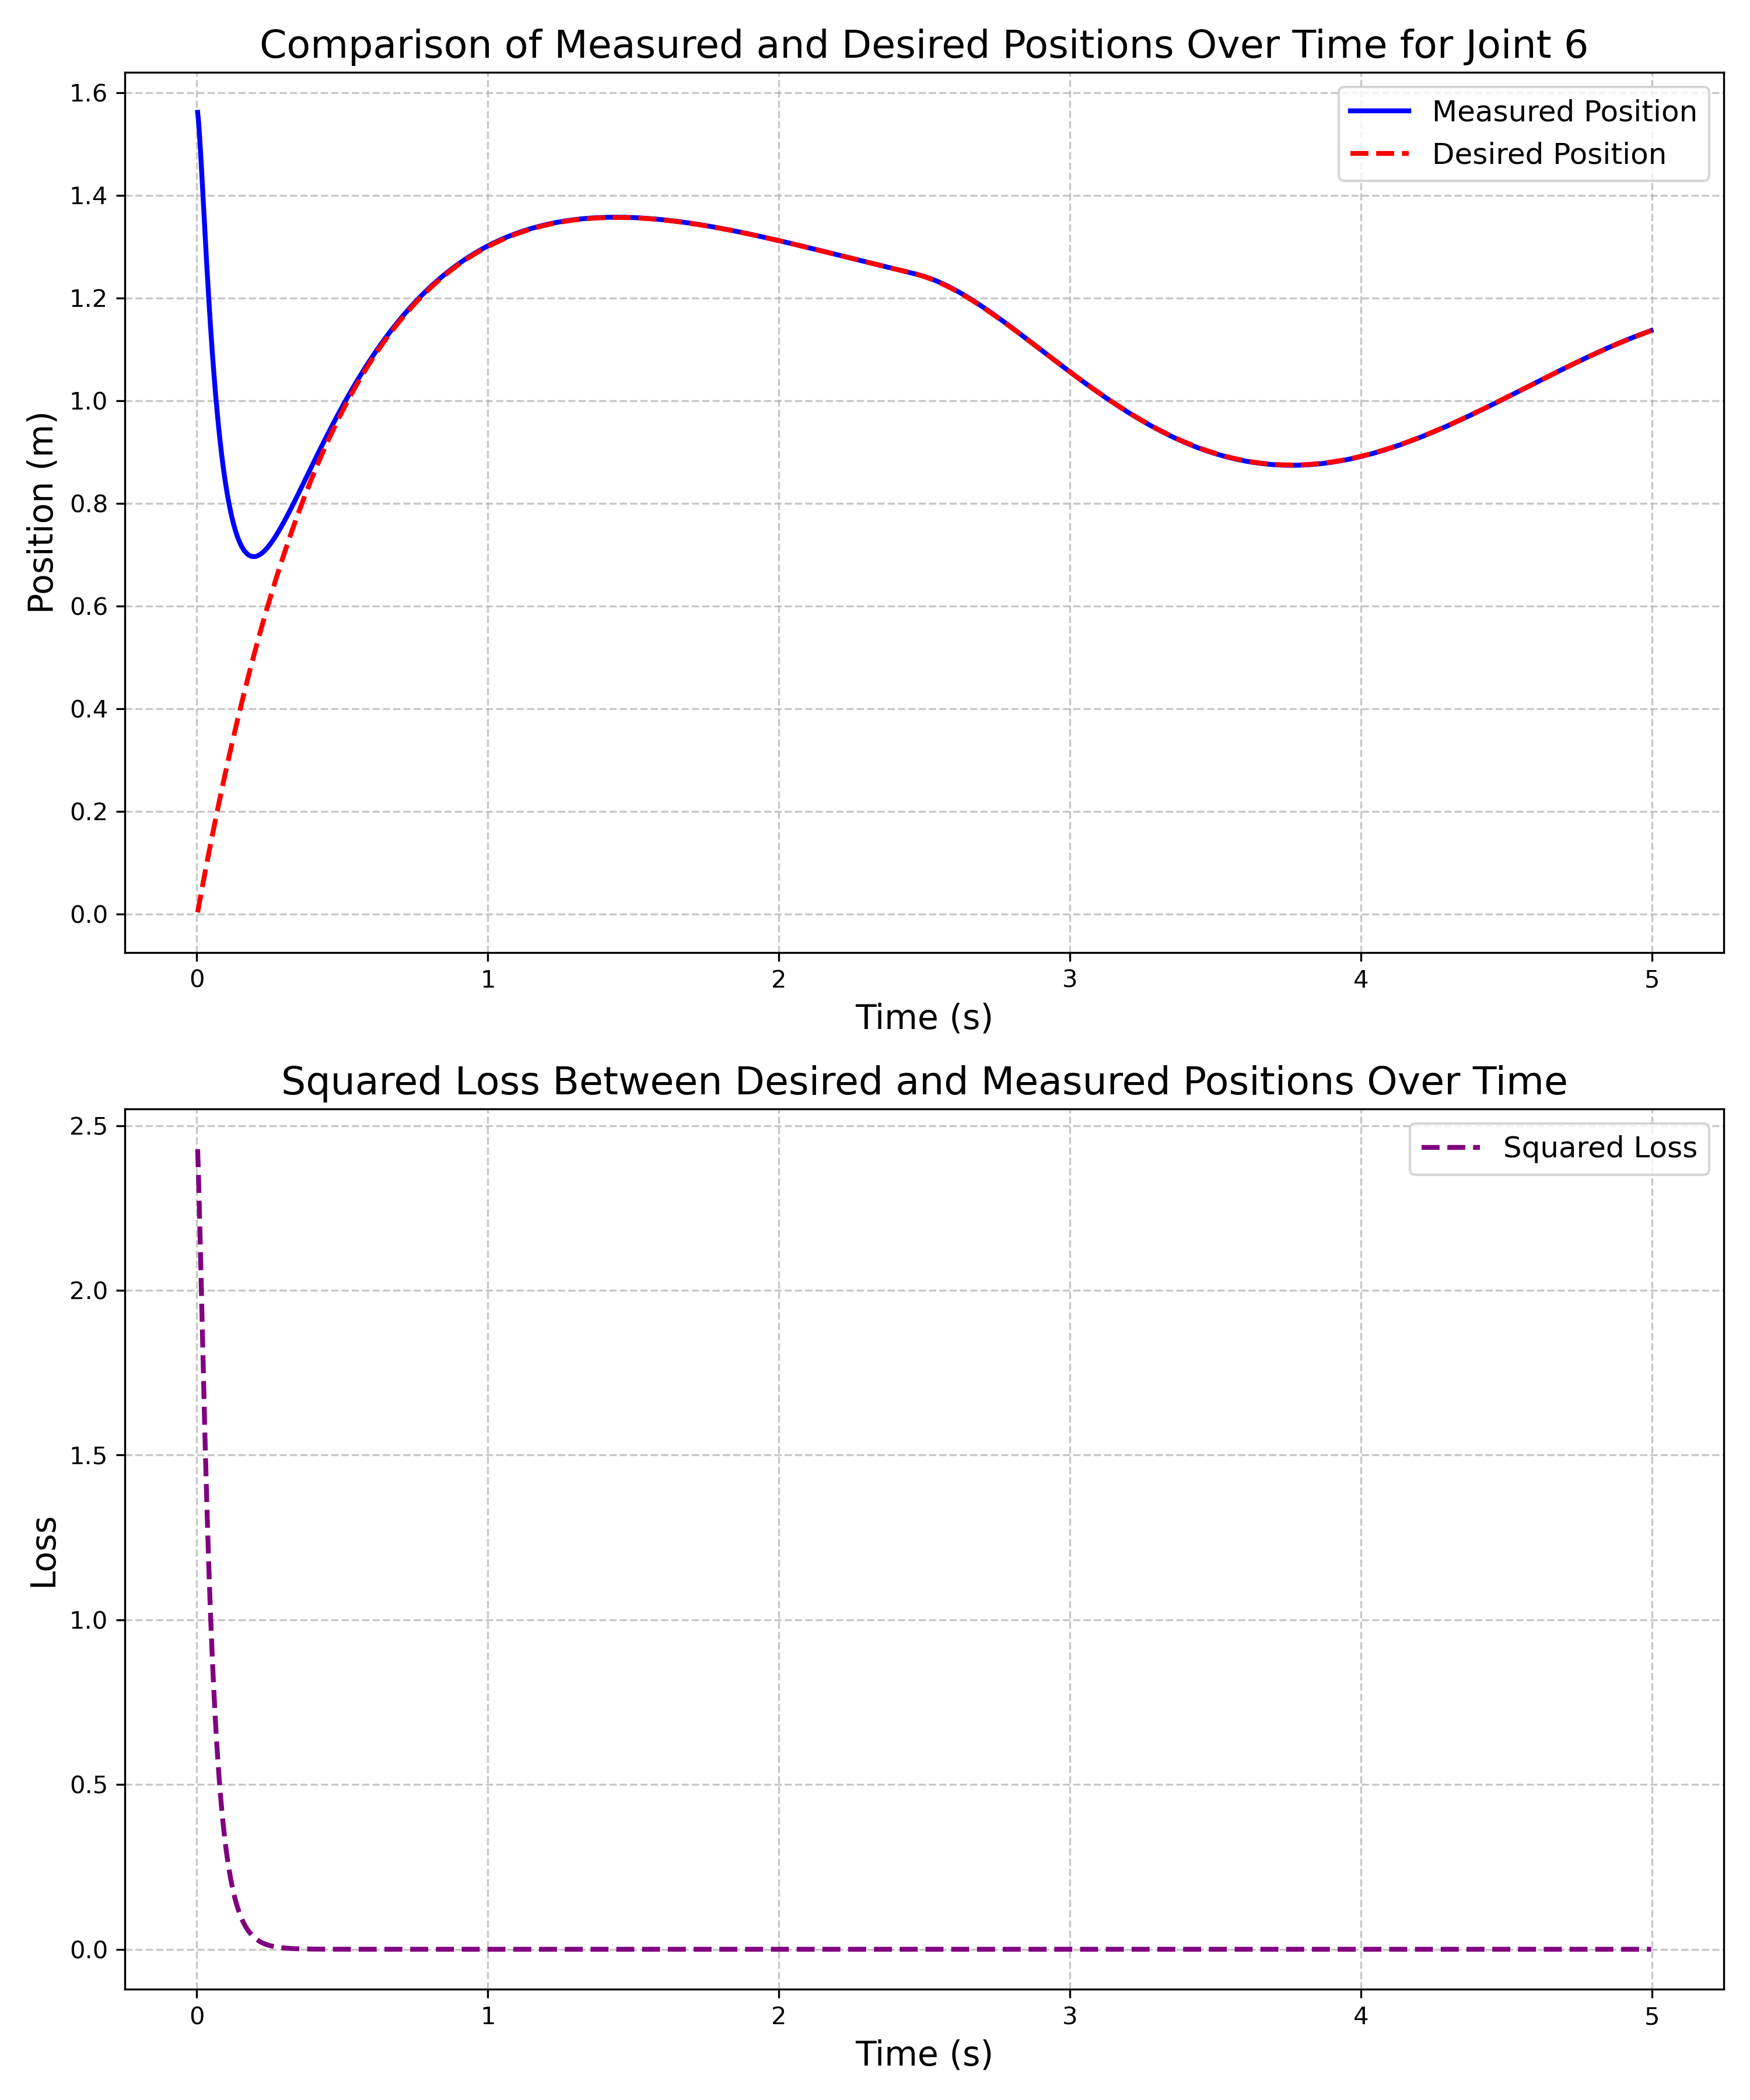 Comparison of Measured and Desired Positions Over Time for Joint 6
Measured Position
Desired Position
Position (m)
1.6
1.4
1.2
1.0
0.8
0.6
0.4
0.2
0.0
0 1 2 3 4 5
Time (s)
Squared Loss Between Desired and Measured Positions Over Time
Squared Loss
Loss
2.5
2.0
1.5
1.0
0.5
0.0
0 1 2 3 4 5
Time (s)